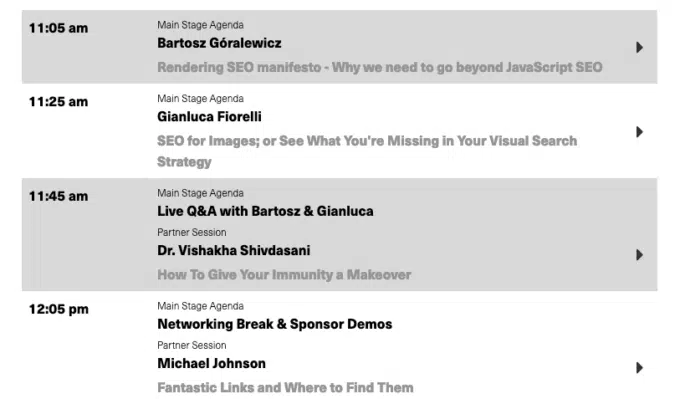 11:05 am
Main Stage Agenda
Bartosz Góralewicz
Rendering SEO manifesto - Why we need to go beyond JavaScript SEO
11:25 am
Main Stage Agenda
Gianluca Fiorelli
SEO for Images; or See What You're Missing in Your Visual Search
Strategy
11:45 am
Main Stage Agenda
Live Q&A with Bartosz & Gianluca
Partner Session
Dr. Vishakha Shivdasani
How To Give Your Immunity a Makeover
12:05 pm
Main Stage Agenda
Networking Break & Sponsor Demos
Partner Session
Michael Johnson
Fantastic Links and Where to Find Them